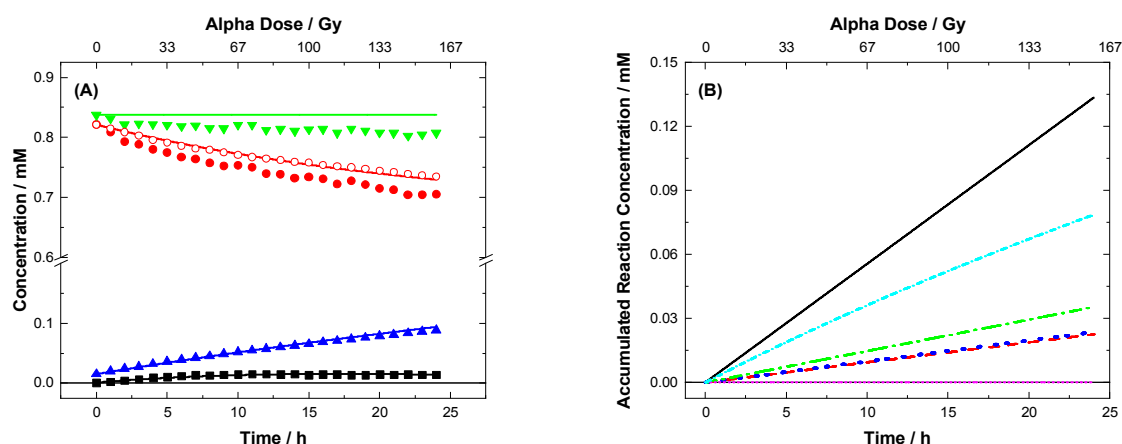 Alpha Dose / Gy
0 33 67 100 133 167
(A)
Concentration / mM
0.9
0.8
0.7
0.6
0.1
0.0
0 5 10 15 20 25
Time / h
Alpha Dose / Gy
0 33 67 100 133 167
(B)
Accumulated Reaction Concentration / mM
0.15
0.12
0.09
0.06
0.03
0.00
0 5 10 15 20 25
Time / h